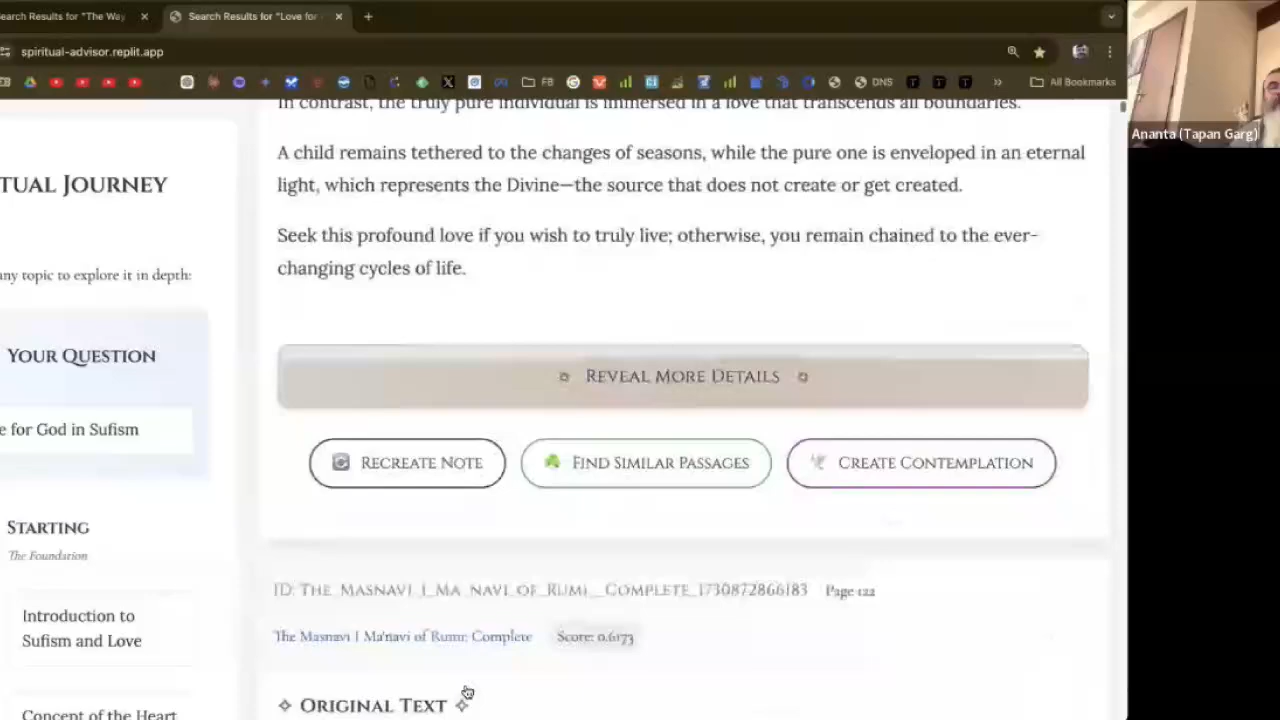 Search Results for "The Way
Search Results for "Love for
spiritual-advisor.replit.app
FB
DNS
All Bookmarks
Ananta (Tapan Garg)
TUAL JOURNEY
any topic to explore it in depth:
YOUR QUESTION
e for God in Sufism
STARTING
The Foundation
Introduction to
Sufism and Love
Concept of the Heart
In contrast, the truly pure individual is immersed in a love that transcends all boundaries.
A child remains tethered to the changes of seasons, while the pure one is enveloped in an eternal
light, which represents the Divine—the source that does not create or get created.
Seek this profound love if you wish to truly live; otherwise, you remain chained to the ever-
changing cycles of life.
REVEAL MORE DETAILS
RECREATE NOTE
FIND SIMILAR PASSAGES
CREATE CONTEMPLATION
ID: THE_MASNAVI_I_MA_NAVI_OF_RUMI__COMPLETE_1730872866183 Page 122
The Masnavi I Ma'navi of Rumi: Complete Score: 0.6173
ORIGINAL TEXT